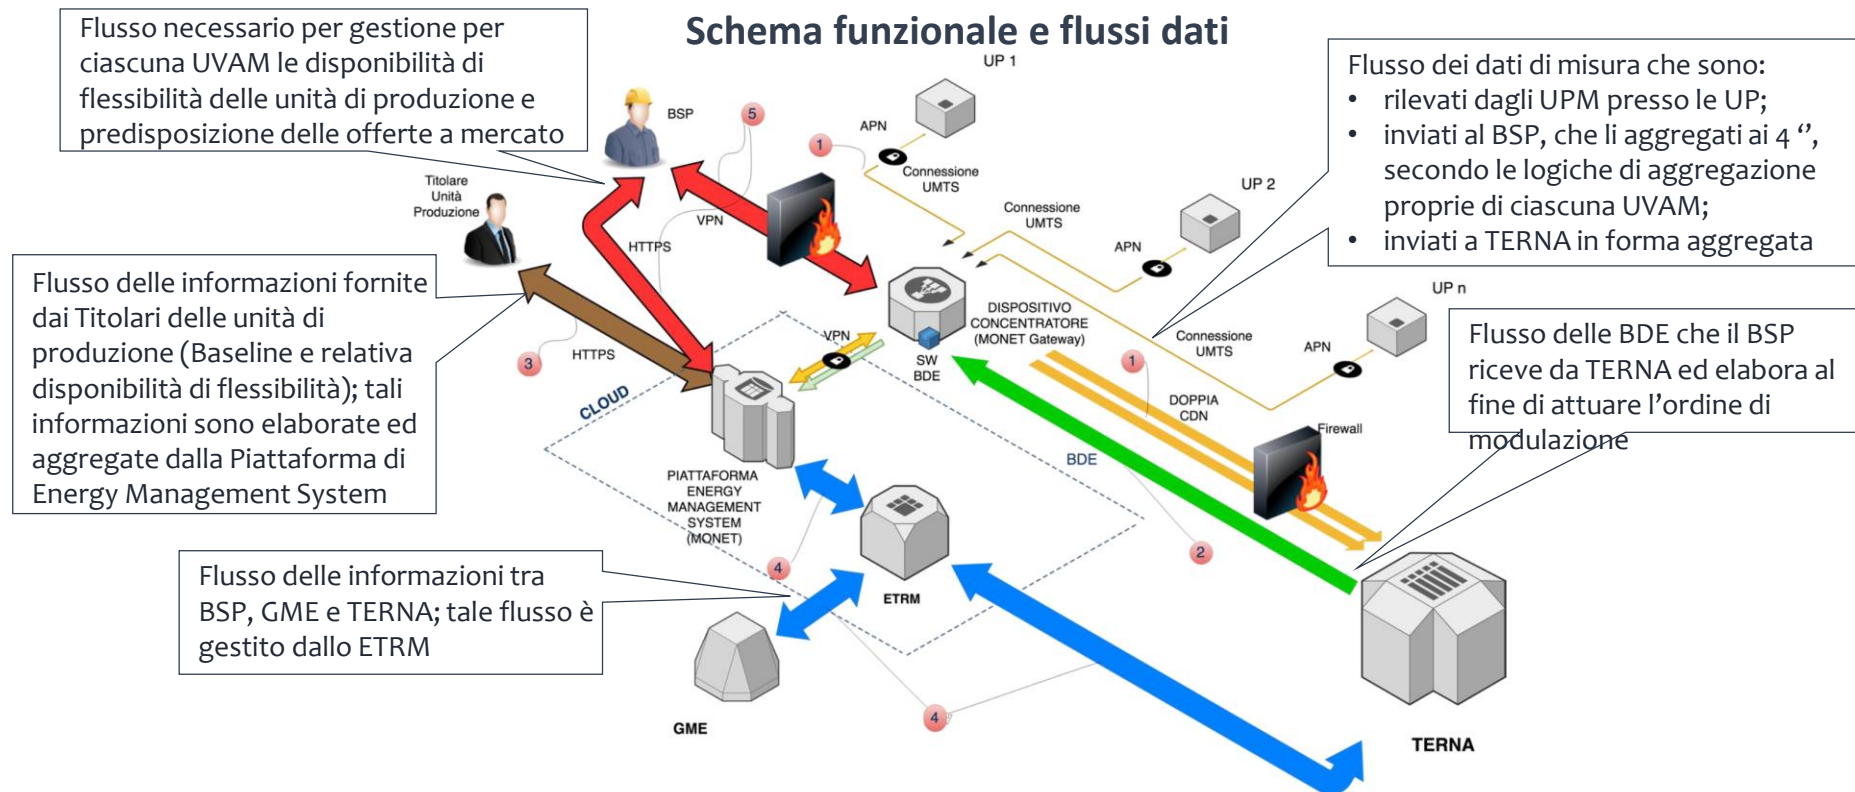 Schema funzionale e flussi dati
Flusso necessario per gestione per
ciascuna UVAM le disponibilità di
flessibilità delle unità di produzione e
predisposizione delle offerte a mercato
BSP
5
UP 1
APN
1
Connessione
UMTS
UP 2
Connessione
UMTS
APN
Flusso dei dati di misura che sono:
• rilevati dagli UPM presso le UP;
• inviati al BSP, che li aggregati ai 4 ‘’,
secondo le logiche di aggregazione
proprie di ciascuna UVAM;
• inviati a TERNA in forma aggregata
Titolare
Unità
Produzione
VPN
HTTPS
Flusso delle informazioni fornite
dai Titolari delle unità di
produzione (Baseline e relativa
disponibilità di flessibilità); tali
informazioni sono elaborate ed
aggregate dalla Piattaforma di
Energy Management System
3
HTTPS
DISPOSITIVO
CONCENTRATORE
(MONET Gateway)
VPN
SW
BDE
UP n
Connessione
UMTS
APN
Flusso delle BDE che il BSP
riceve da TERNA ed elabora al
fine di attuare l’ordine di
modulazione
1
DOPPIA
CDN
Firewall
CLOUD
BDE
PIATTAFORMA
ENERGY
MANAGEMENT
SYSTEM
(MONET)
2
4
ETRM
Flusso delle informazioni tra
BSP, GME e TERNA; tale flusso è
gestito dallo ETRM
4
GME
TERNA